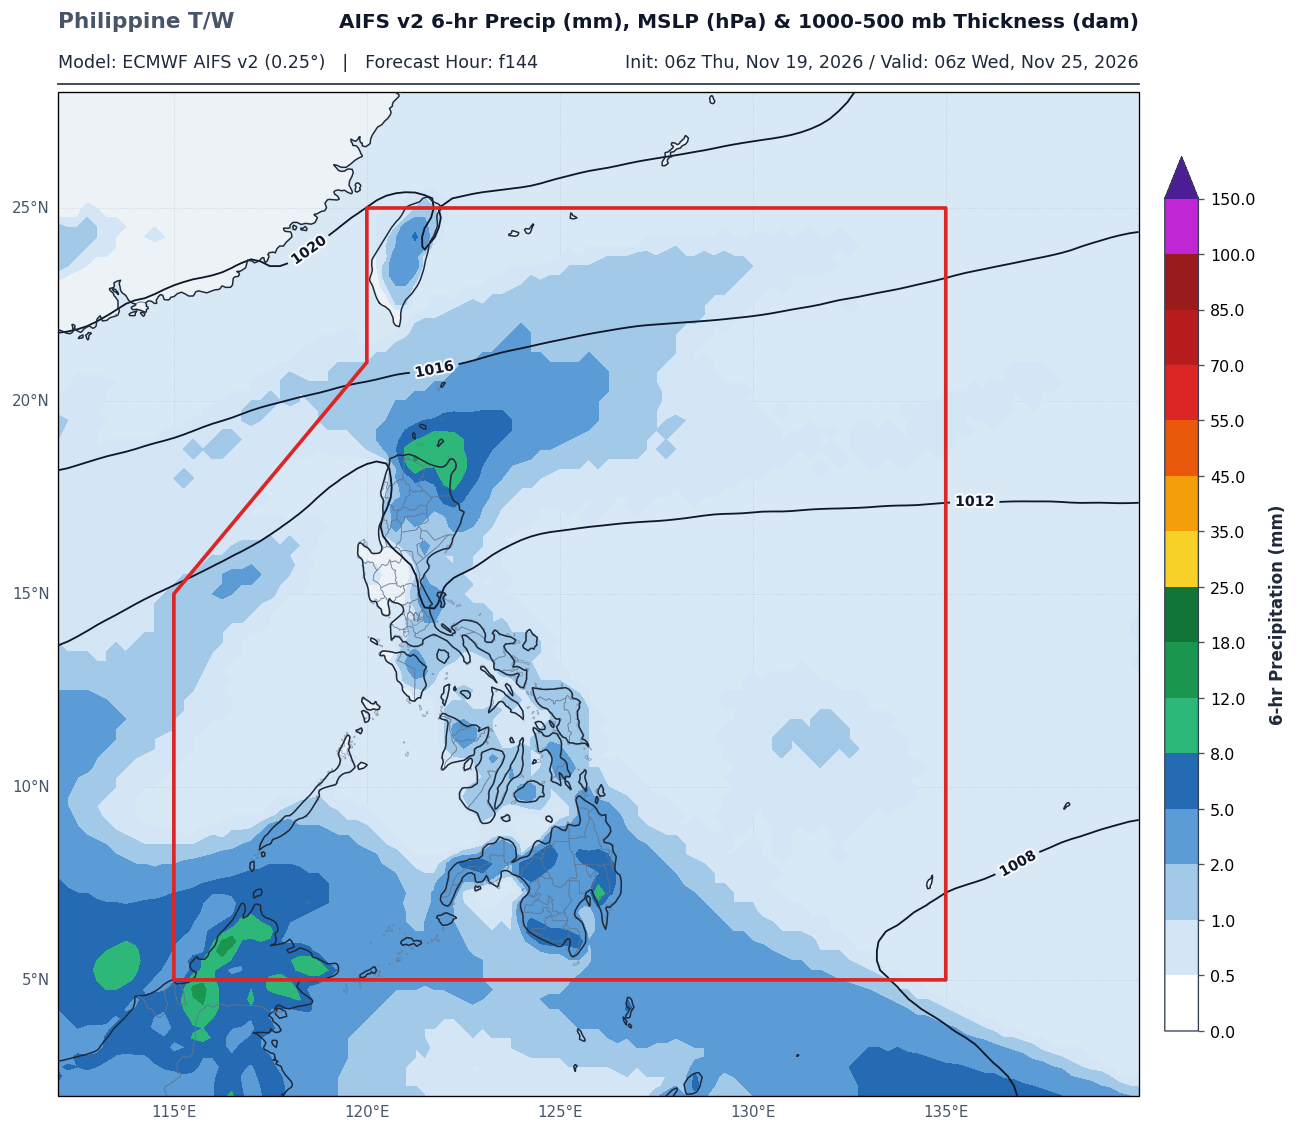 Philippine T/W
AIFS v2 6-hr Precip (mm), MSLP (hPa) & 1000-500 mb Thickness (dam)
Model: ECMWF AIFS v2 (0.25°) | Forecast Hour: f144
Init: 06z Thu, Nov 19, 2026 / Valid: 06z Wed, Nov 25, 2026
25°N
20°N
15°N
10°N
5°N
115°E
120°E
125°E
130°E
135°E
1020
1016
1012
1008
150.0
100.0
85.0
70.0
55.0
45.0
35.0
25.0
18.0
12.0
8.0
5.0
2.0
1.0
0.5
0.0
6-hr Precipitation (mm)